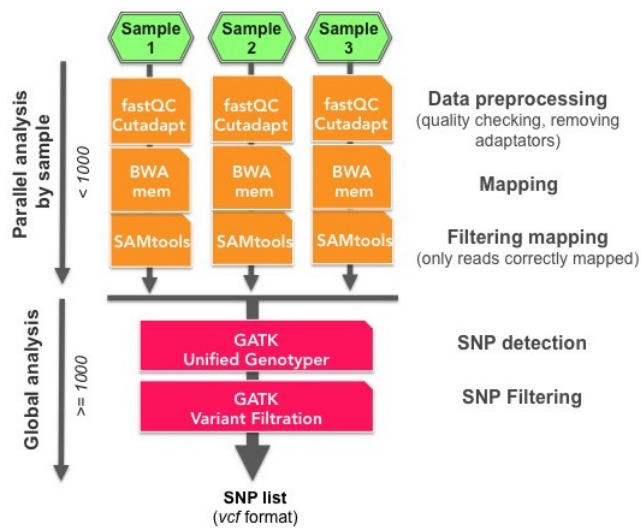 Sample
1
Sample
2
Sample
3
Parallel analysis
by sample
< 1000
fastQC
Cutadapt
fastQC
Cutadapt
fastQC
Cutadapt
Data preprocessing
(quality checking, removing
adaptators)
BWA
mem
BWA
mem
BWA
mem
Mapping
SAMtools
SAMtools
SAMtools
Filtering mapping
(only reads correctly mapped)
Global analysis
>= 1000
GATK
Unified Genotyper
SNP detection
GATK
Variant Filtration
SNP Filtering
SNP list
(vcf format)